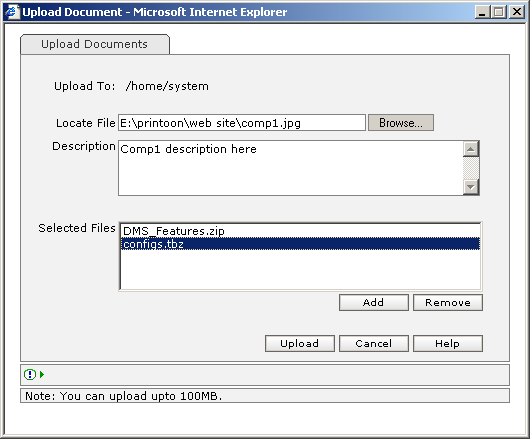 Upload Document - Microsoft Internet Explorer
Upload Documents
Upload To: /home/system
Locate File E:\printoon\web site\comp1.jpg Browse...
Description Comp1 description here
Selected Files DMS_Features.zip
configs.tbz
Add Remove
Upload Cancel Help
Note: You can upload upto 100MB.